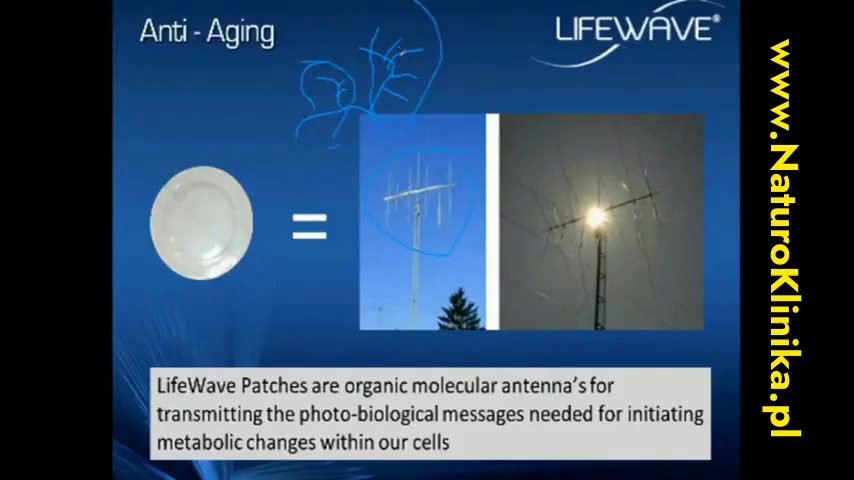 Anti - Aging
LIFEWAVE®
=
LifeWave Patches are organic molecular antenna's for
transmitting the photo-biological messages needed for initiating
metabolic changes within our cells
www.NaturoKlinika.pl